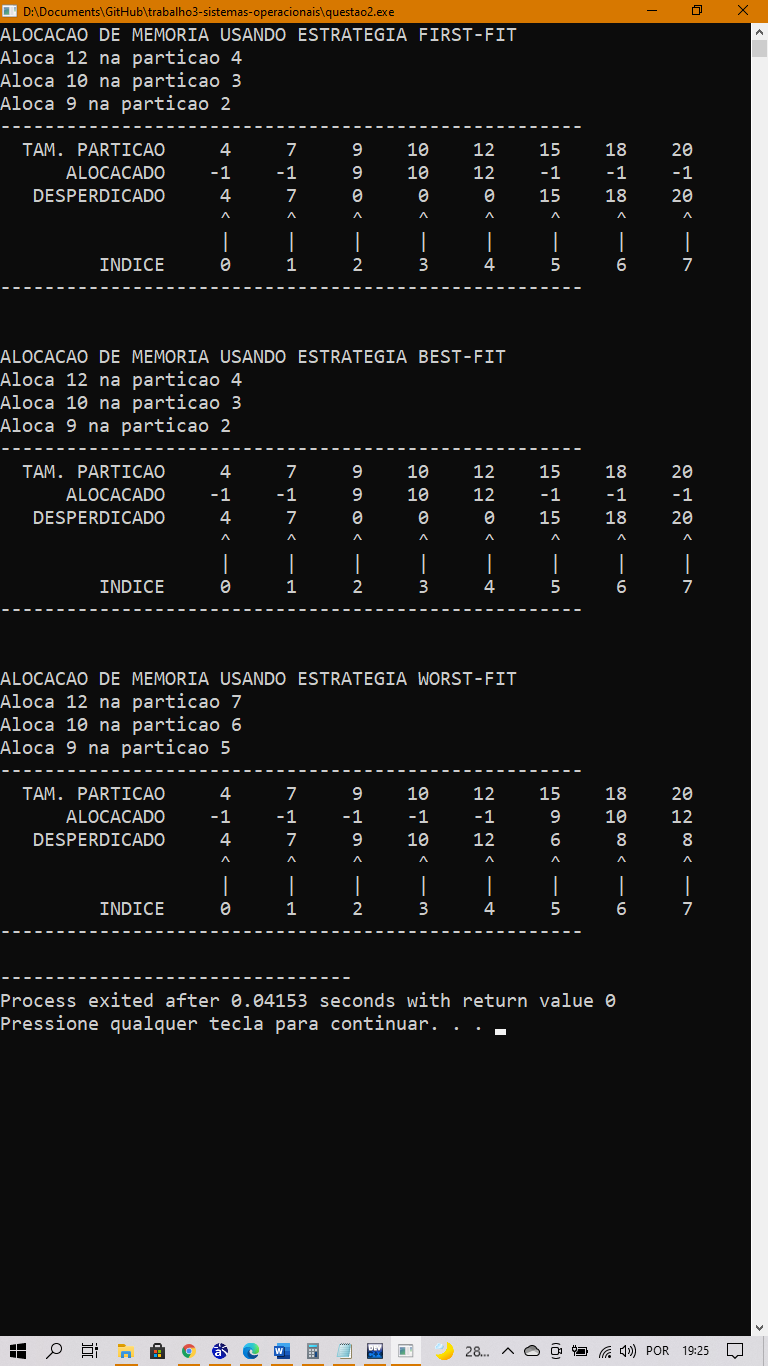 D:\Documents\GitHub\trabalho3-sistemas-operacionais\questao2.exe
ALOCACAO DE MEMORIA USANDO ESTRATEGIA FIRST-FIT
Aloca 12 na particao 4
Aloca 10 na particao 3
Aloca 9 na particao 2
-----------------------------------------------------
TAM. PARTICAO 4 7 9 10 12 15 18 20
ALOCACADO -1 -1 9 10 12 -1 -1 -1
DESPERDICADO 4 7 0 0 0 15 18 20
^ ^ ^ ^ ^ ^ ^ ^
| | | | | | | |
INDICE 0 1 2 3 4 5 6 7
-----------------------------------------------------
ALOCACAO DE MEMORIA USANDO ESTRATEGIA BEST-FIT
Aloca 12 na particao 4
Aloca 10 na particao 3
Aloca 9 na particao 2
-----------------------------------------------------
TAM. PARTICAO 4 7 9 10 12 15 18 20
ALOCACADO -1 -1 9 10 12 -1 -1 -1
DESPERDICADO 4 7 0 0 0 15 18 20
^ ^ ^ ^ ^ ^ ^ ^
| | | | | | | |
INDICE 0 1 2 3 4 5 6 7
-----------------------------------------------------
ALOCACAO DE MEMORIA USANDO ESTRATEGIA WORST-FIT
Aloca 12 na particao 7
Aloca 10 na particao 6
Aloca 9 na particao 5
-----------------------------------------------------
TAM. PARTICAO 4 7 9 10 12 15 18 20
ALOCACADO -1 -1 -1 -1 -1 9 10 12
DESPERDICADO 4 7 9 10 12 6 8 8
^ ^ ^ ^ ^ ^ ^ ^
| | | | | | | |
INDICE 0 1 2 3 4 5 6 7
-----------------------------------------------------
--------------------------------
Process exited after 0.04153 seconds with return value 0
Pressione qualquer tecla para continuar. . .
28... POR 19:25